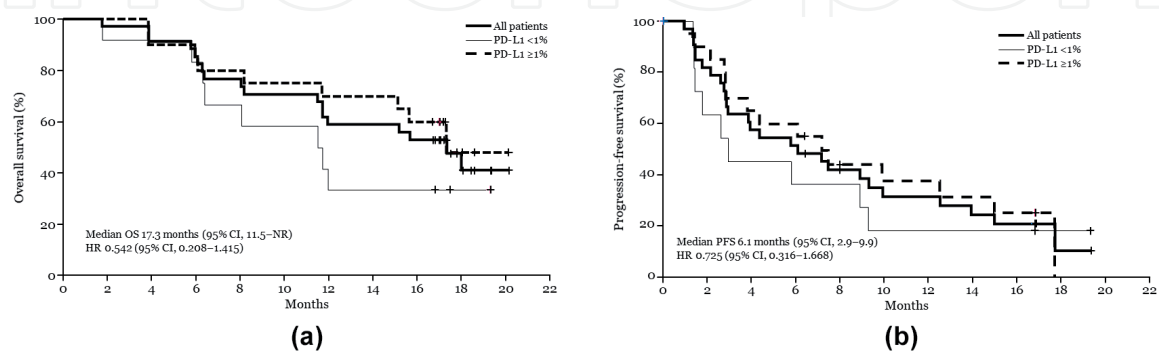 100
80
60
40
20
0
Overall survival (%)
All patients
PD-L1 <1%
PD-L1 ≥1%
Median OS 17.3 months (95% CI, 11.5–NR)
HR 0.542 (95% CI, 0.208–1.415)
0 2 4 6 8 10 12 14 16 18 20 22
Months
(a)
100
80
60
40
20
0
Progression-free survival (%)
All patients
PD-L1 <1%
PD-L1 ≥1%
Median PFS 6.1 months (95% CI, 2.9–9.9)
HR 0.725 (95% CI, 0.316–1.668)
0 2 4 6 8 10 12 14 16 18 20 22
Months
(b)